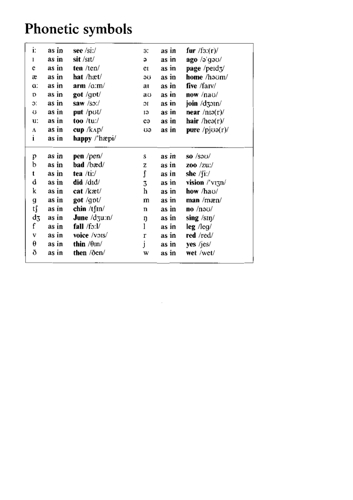 Phonetic symbols
iː as in see /siː/ ɜː as in fur /fɜː(r)/
ɪ as in sit /sɪt/ ə as in ago /əˈgəʊ/
e as in ten /ten/ eɪ as in page /peɪdʒ/
æ as in hat /hæt/ əʊ as in home /həʊm/
ɑː as in arm /ɑːm/ aɪ as in five /faɪv/
ɒ as in got /gɒt/ aʊ as in now /naʊ/
ɔː as in saw /sɔː/ ɔɪ as in join /dʒɔɪn/
ʊ as in put /pʊt/ ɪə as in near /nɪə(r)/
uː as in too /tuː/ eə as in hair /heə(r)/
ʌ as in cup /kʌp/ ʊə as in pure /pjʊə(r)/
i as in happy /ˈhæpi/
p as in pen /pen/ s as in so /səʊ/
b as in bad /bæd/ z as in zoo /zuː/
t as in tea /tiː/ ʃ as in she /ʃiː/
d as in did /dɪd/ ʒ as in vision /ˈvɪʒn/
k as in cat /kæt/ h as in how /haʊ/
g as in got /gɒt/ m as in man /mæn/
tʃ as in chin /tʃɪn/ n as in no /nəʊ/
dʒ as in June /dʒuːn/ ŋ as in sing /sɪŋ/
f as in fall /fɔːl/ l as in leg /leg/
v as in voice /vɔɪs/ r as in red /red/
θ as in thin /θɪn/ j as in yes /jes/
ð as in then /ðen/ w as in wet /wet/